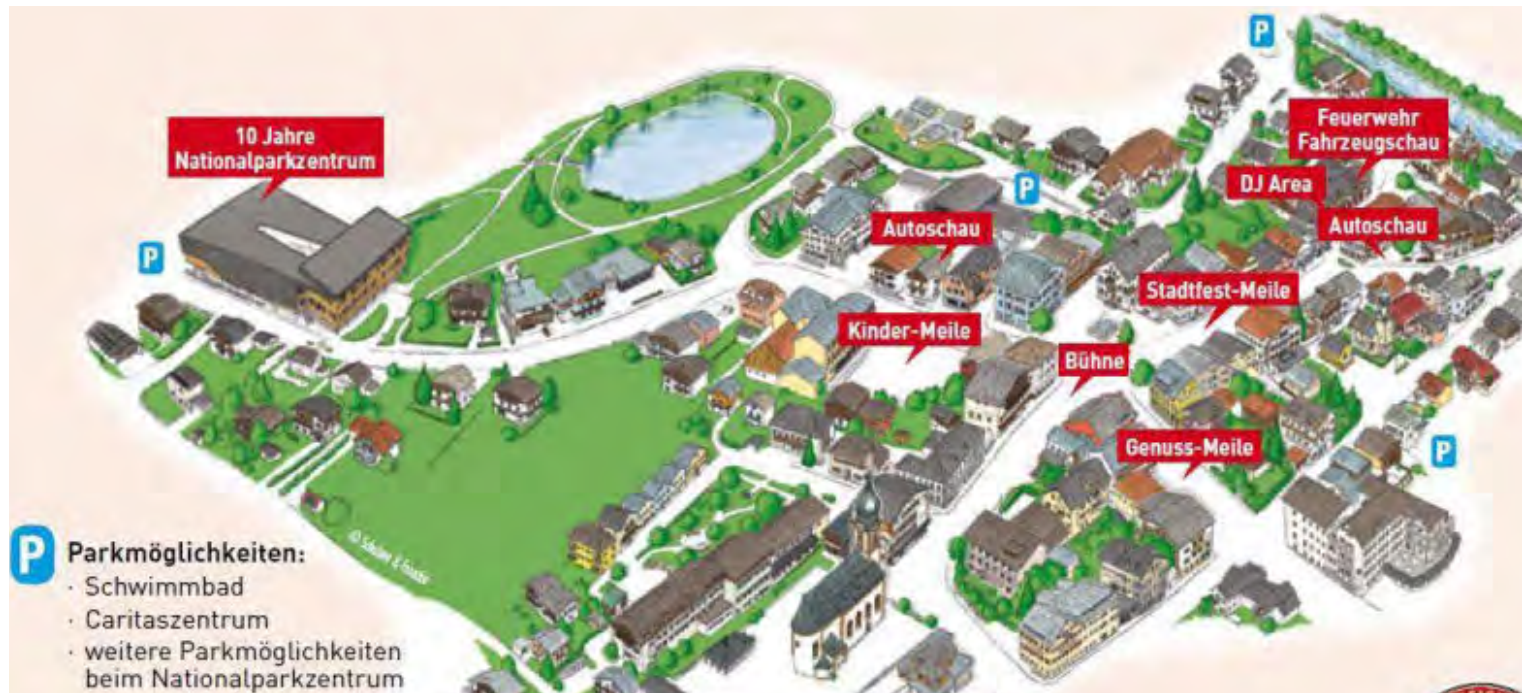 P
10 Jahre
Nationalparkzentrum
P
Feuerwehr
Fahrzeugschau
P
DJ Area
Autoschau
Autoschau
P
Stadtfest-Meile
Kinder-Meile
Bühne
Genuss-Meile
P
P Parkmöglichkeiten:
· Schwimmbad
· Caritaszentrum
· weitere Parkmöglichkeiten
beim Nationalparkzentrum